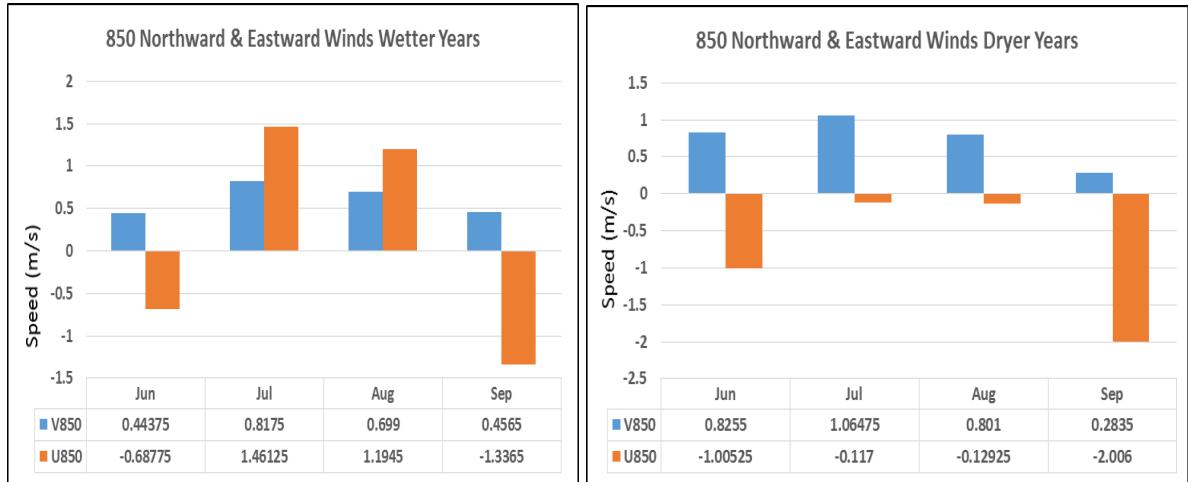 850 Northward & Eastward Winds Wetter Years
2
1.5
1
0.5
0
-0.5
-1
-1.5
Speed (m/s)
Jun Jul Aug Sep
V850 0.44375 0.8175 0.699 0.4565
U850 -0.68775 1.46125 1.1945 -1.3365
850 Northward & Eastward Winds Dryer Years
1.5
1
0.5
0
-0.5
-1
-1.5
-2
-2.5
Speed (m/s)
Jun Jul Aug Sep
V850 0.8255 1.06475 0.801 0.2835
U850 -1.00525 -0.117 -0.12925 -2.006